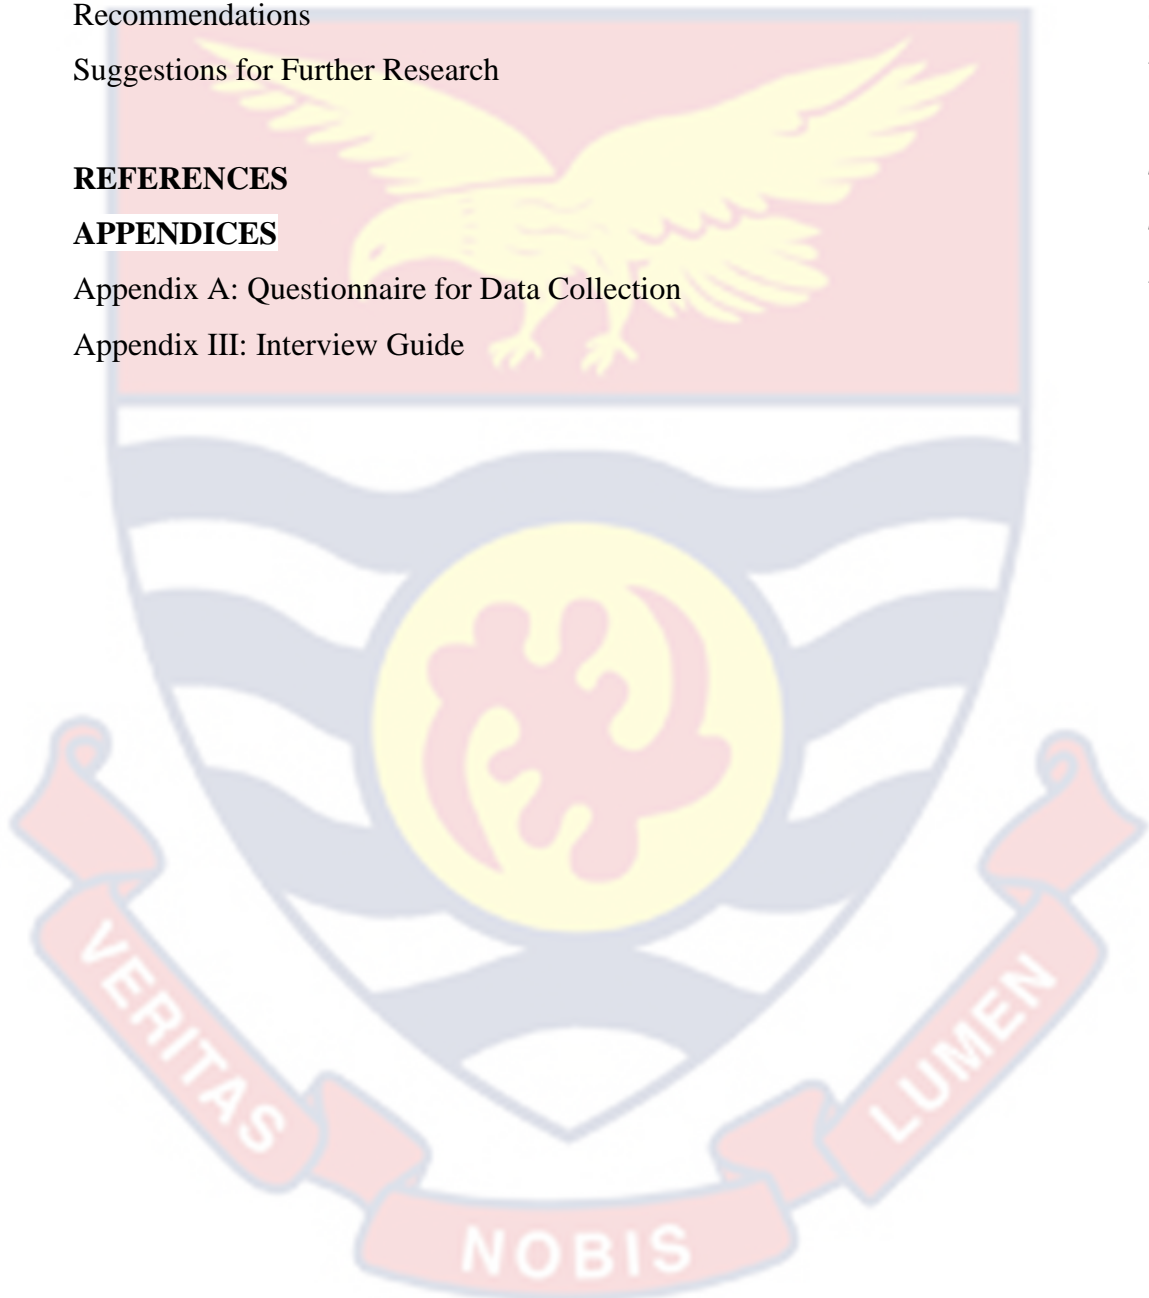 Recommendations
Suggestions for Further Research
REFERENCES
APPENDICES
Appendix A: Questionnaire for Data Collection
Appendix III: Interview Guide
VERITAS
NOBIS
LUMEN